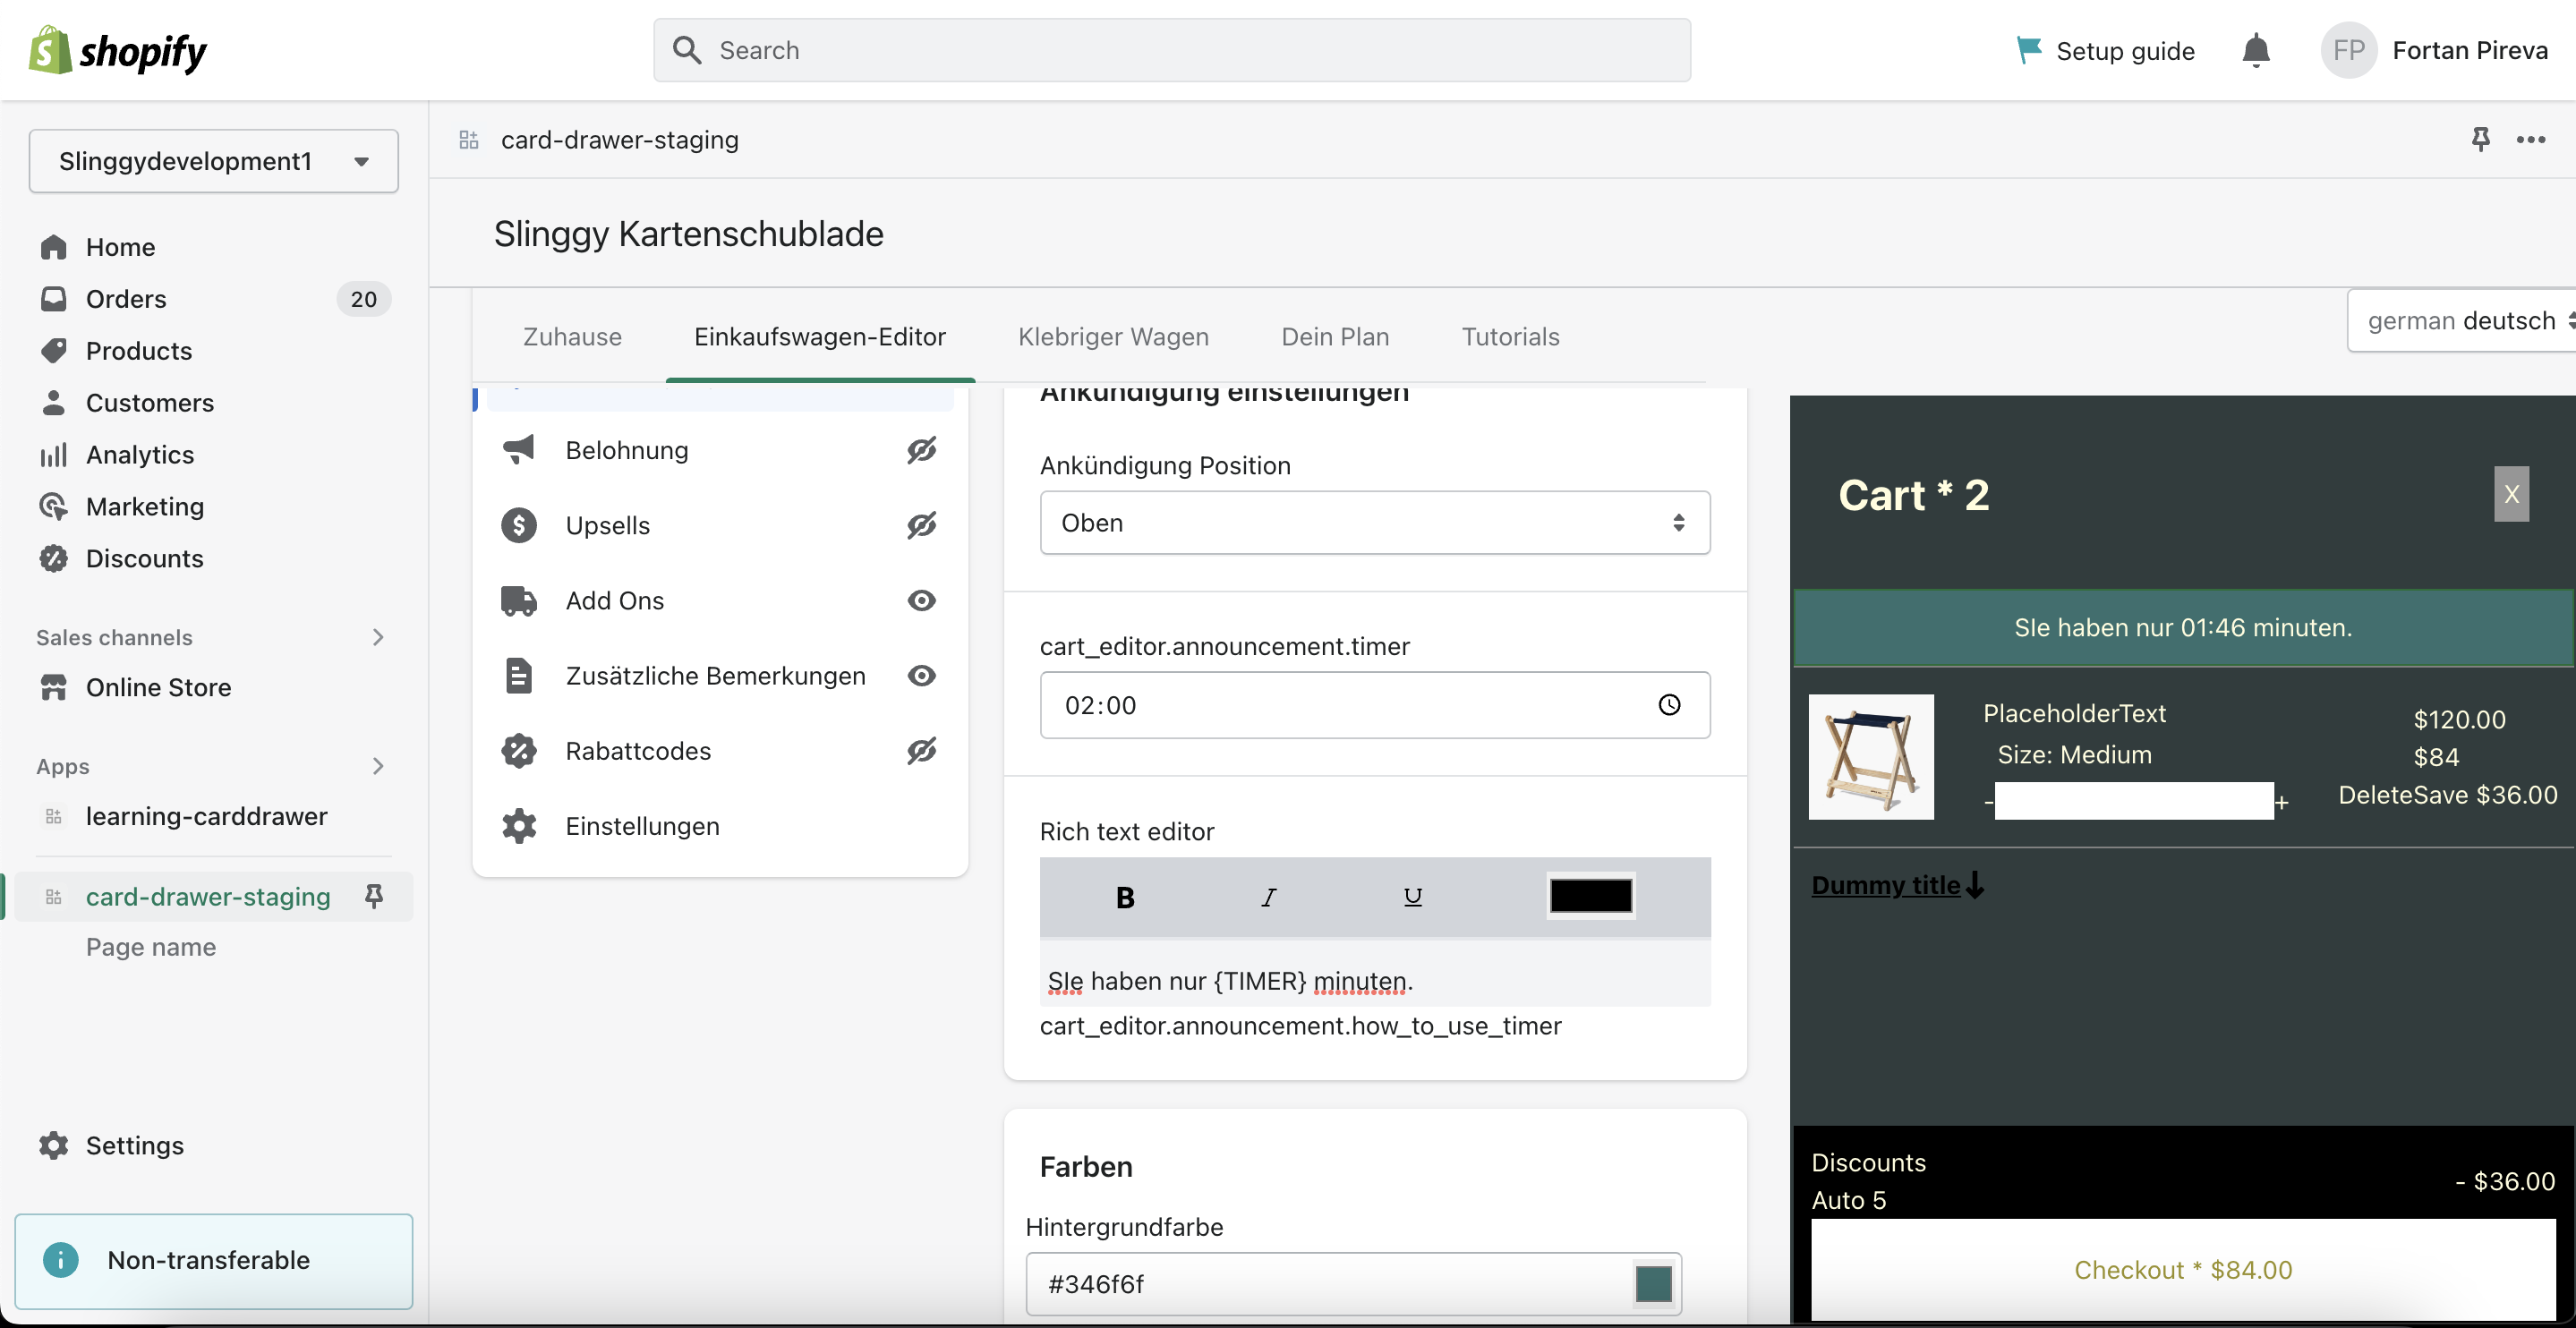 shopify
Search
Setup guide
FP
Fortan Pireva
Slinggydevelopment1
Home
Orders
20
Products
Customers
Analytics
Marketing
Discounts
Sales channels
Online Store
Apps
learning-carddrawer
card-drawer-staging
Page name
Settings
Non-transferable
card-drawer-staging
Slinggy Kartenschublade
Zuhause
Einkaufswagen-Editor
Klebriger Wagen
Dein Plan
Tutorials
german deutsch
Belohnung
Upsells
Add Ons
Zusätzliche Bemerkungen
Rabattcodes
Einstellungen
Ankündigung einstellungen
Ankündigung Position
Oben
cart_editor.announcement.timer
02:00
Rich text editor
B I U
SIe haben nur {TIMER} minuten.
cart_editor.announcement.how_to_use_timer
Farben
Hintergrundfarbe
#346f6f
Cart * 2
X
SIe haben nur 01:46 minuten.
PlaceholderText
Size: Medium
- +
$120.00
$84
DeleteSave $36.00
Dummy title
Discounts
Auto 5
- $36.00
Checkout * $84.00